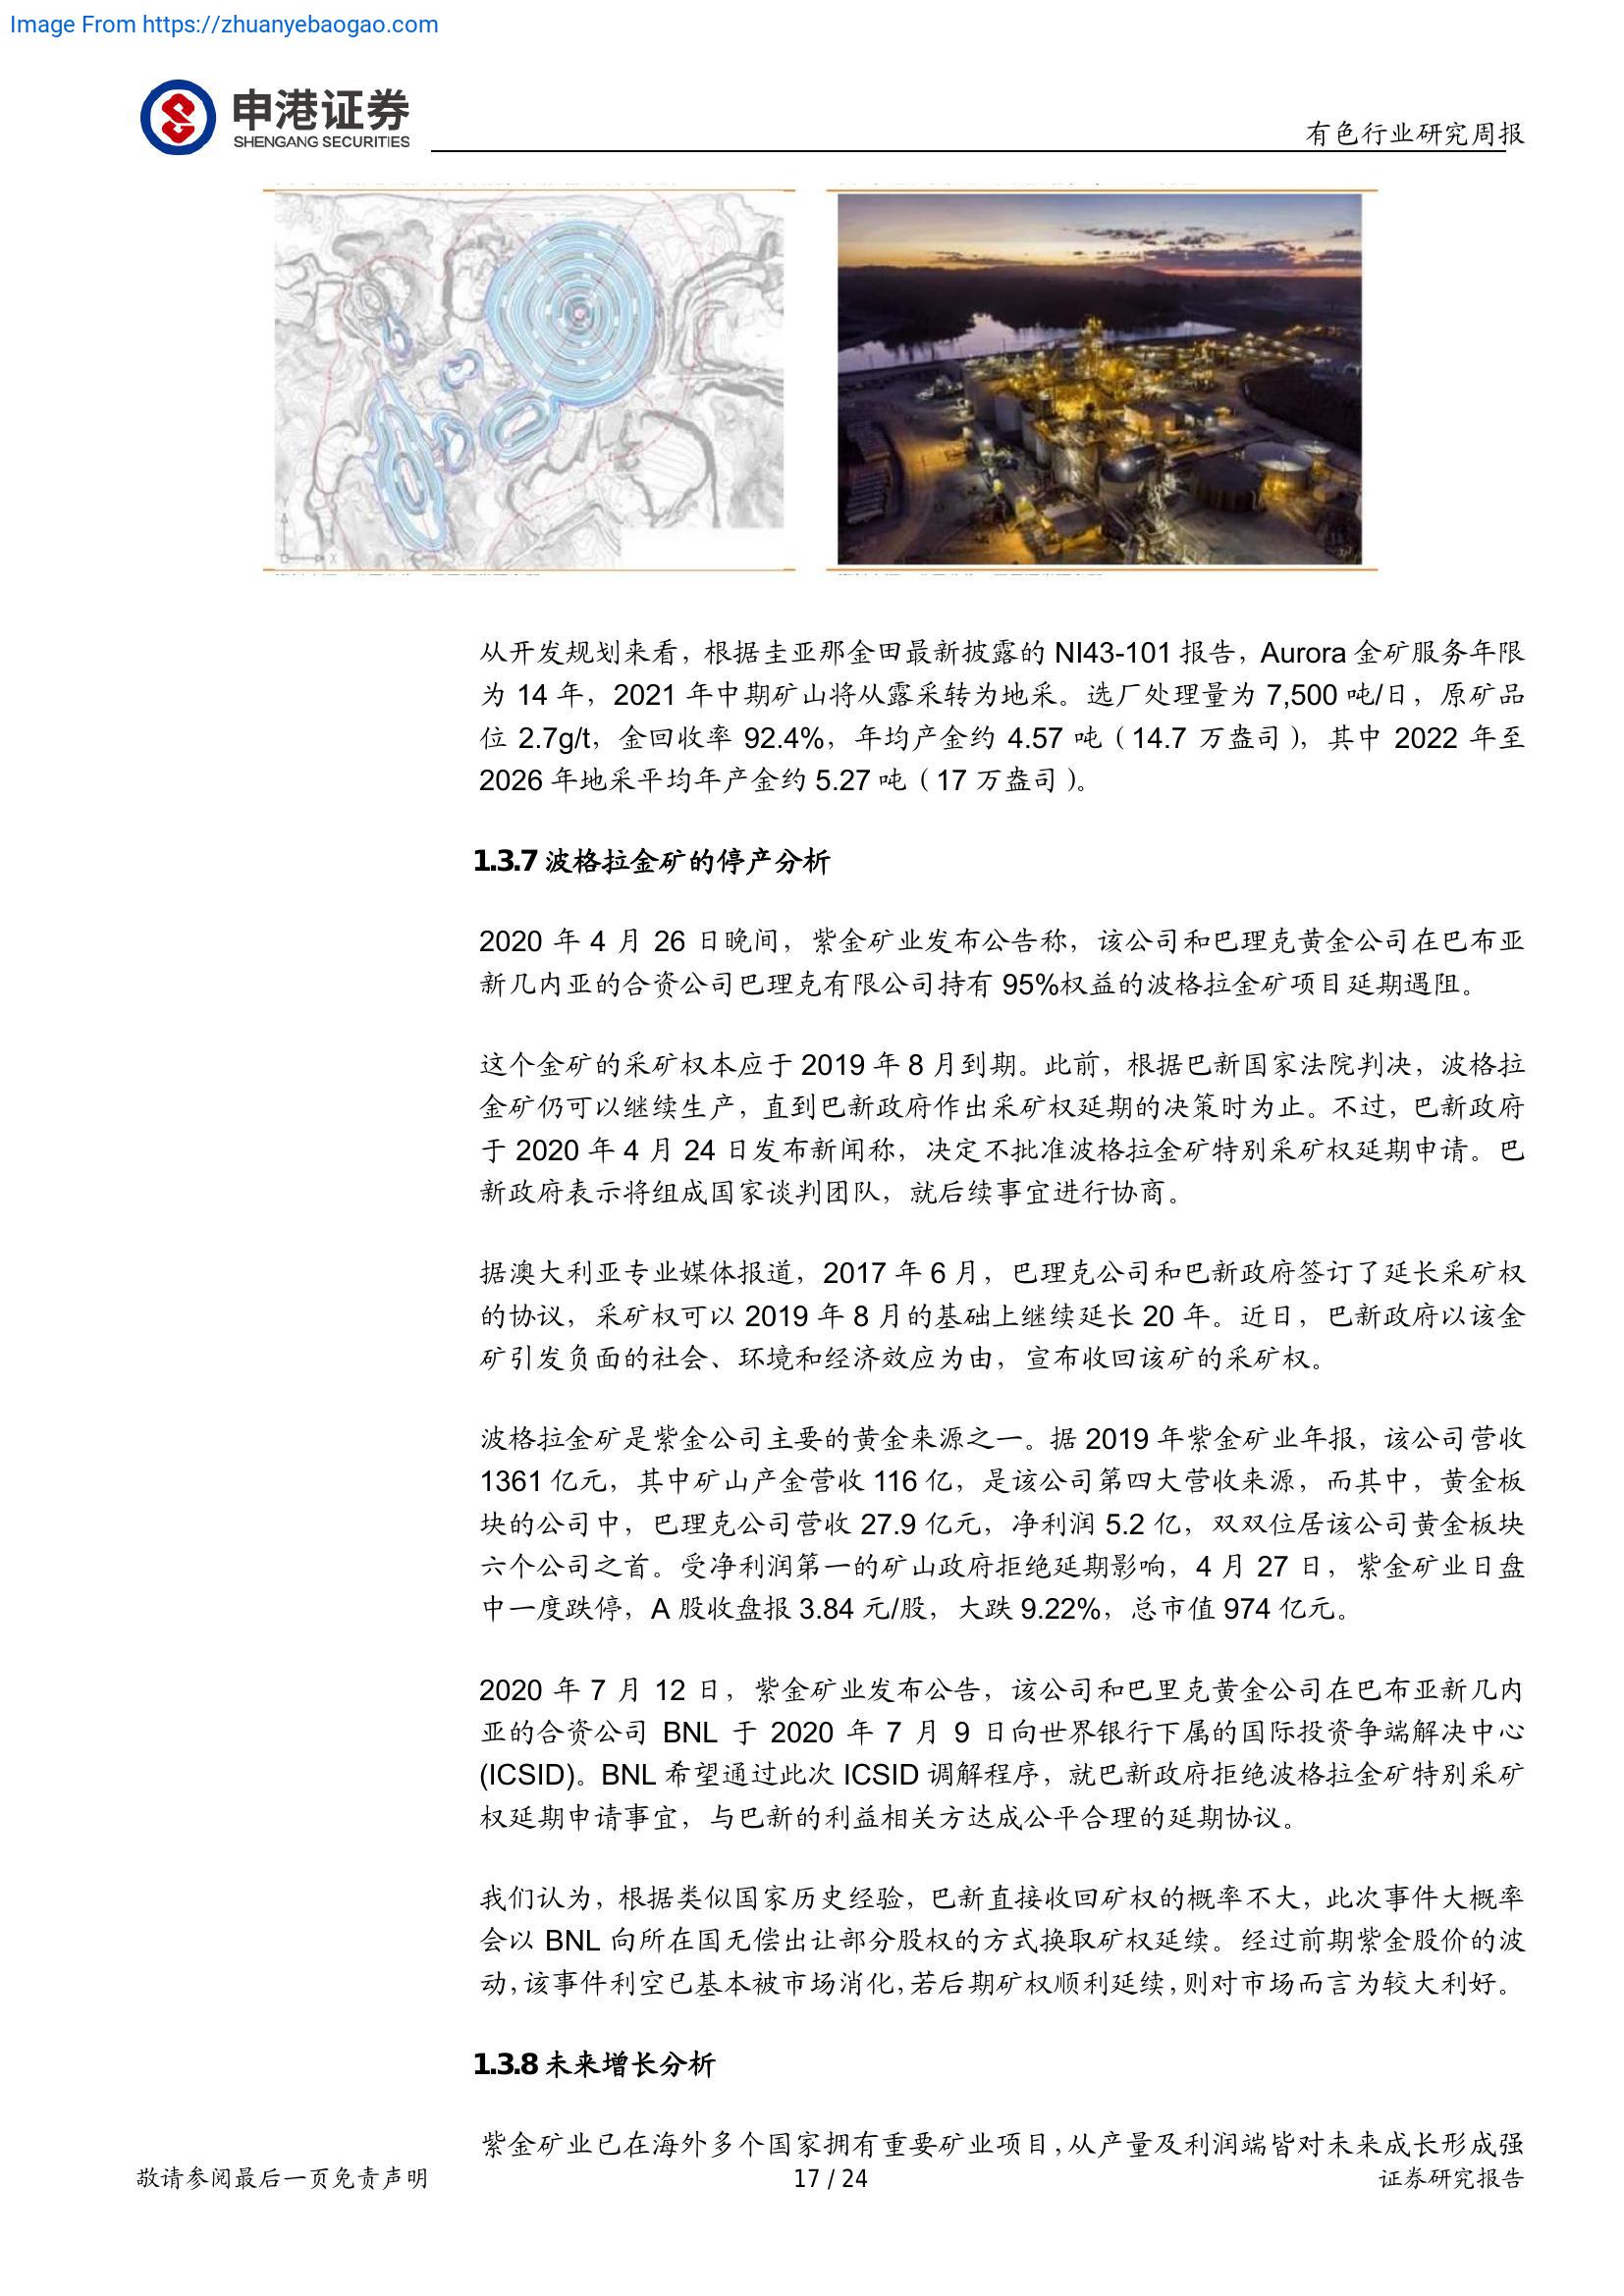 Image From https://zhuanyebaogao.com
申港证券
SHENGANG SECURITIES
有色行业研究周报
从开发规划来看，根据圭亚那金田最新披露的 NI43-101 报告，Aurora 金矿服务年限
为 14 年，2021 年中期矿山将从露采转为地采。选厂处理量为 7,500 吨/日，原矿品
位 2.7g/t，金回收率 92.4%，年均产金约 4.57 吨（14.7 万盎司），其中 2022 年至
2026 年地采平均年产金约 5.27 吨（17 万盎司）。
1.3.7 波格拉金矿的停产分析
2020 年 4 月 26 日晚间，紫金矿业发布公告称，该公司和巴理克黄金公司在巴布亚
新几内亚的合资公司巴理克有限公司持有 95%权益的波格拉金矿项目延期遇阻。
这个金矿的采矿权本应于 2019 年 8 月到期。此前，根据巴新国家法院判决，波格拉
金矿仍可以继续生产，直到巴新政府作出采矿权延期的决策时为止。不过，巴新政府
于 2020 年 4 月 24 日发布新闻称，决定不批准波格拉金矿特别采矿权延期申请。巴
新政府表示将组成国家谈判团队，就后续事宜进行协商。
据澳大利亚专业媒体报道，2017 年 6 月，巴理克公司和巴新政府签订了延长采矿权
的协议，采矿权可以 2019 年 8 月的基础上继续延长 20 年。近日，巴新政府以该金
矿引发负面的社会、环境和经济效应为由，宣布收回该矿的采矿权。
波格拉金矿是紫金公司主要的黄金来源之一。据 2019 年紫金矿业年报，该公司营收
1361 亿元，其中矿山产金营收 116 亿，是该公司第四大营收来源，而其中，黄金板
块的公司中，巴理克公司营收 27.9 亿元，净利润 5.2 亿，双双位居该公司黄金板块
六个公司之首。受净利润第一的矿山政府拒绝延期影响，4 月 27 日，紫金矿业日盘
中一度跌停，A 股收盘报 3.84 元/股，大跌 9.22%，总市值 974 亿元。
2020 年 7 月 12 日，紫金矿业发布公告，该公司和巴里克黄金公司在巴布亚新几内
亚的合资公司 BNL 于 2020 年 7 月 9 日向世界银行下属的国际投资争端解决中心
(ICSID)。BNL 希望通过此次 ICSID 调解程序，就巴新政府拒绝波格拉金矿特别采矿
权延期申请事宜，与巴新的利益相关方达成公平合理的延期协议。
我们认为，根据类似国家历史经验，巴新直接收回矿权的概率不大，此次事件大概率
会以 BNL 向所在国无偿出让部分股权的方式换取矿权延续。经过前期紫金股价的波
动，该事件利空已基本被市场消化，若后期矿权顺利延续，则对市场而言为较大利好。
1.3.8 未来增长分析
紫金矿业已在海外多个国家拥有重要矿业项目，从产量及利润端皆对未来成长形成强
敬请参阅最后一页免责声明
17 / 24
证券研究报告